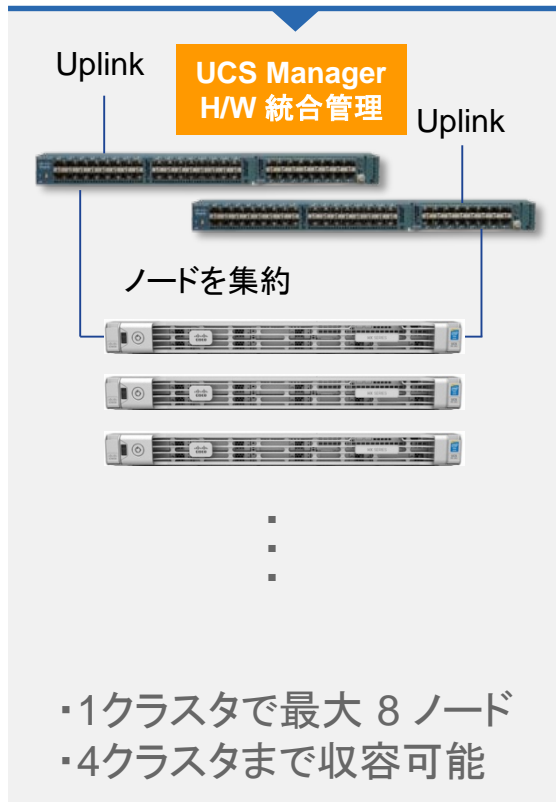 Uplink
UCS Manager
H/W 統合管理
Uplink
ノードを集約
・1クラスタで最大 8 ノード
・4クラスタまで収容可能